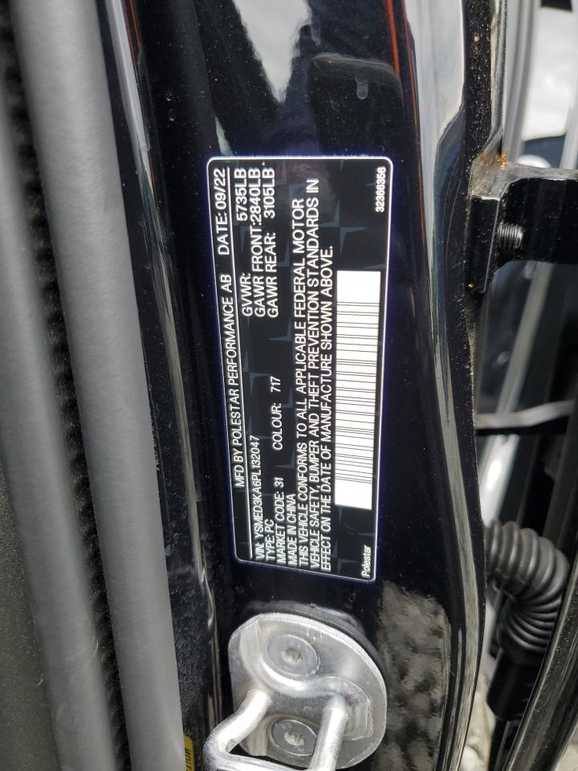 MFD BY POLESTAR PERFORMANCE AB DATE: 09/22
GVWR: 5735LB
VIN: YSMED3KA6PL132047 GAWR FRONT: 2840LB
TYPE: PC GAWR REAR: 3105LB
MARKET CODE: 31 COLOUR: 717
MADE IN CHINA
THIS VEHICLE CONFORMS TO ALL APPLICABLE FEDERAL MOTOR
VEHICLE SAFETY, BUMPER AND THEFT PREVENTION STANDARDS IN
EFFECT ON THE DATE OF MANUFACTURE SHOWN ABOVE.
Polestar 32366356